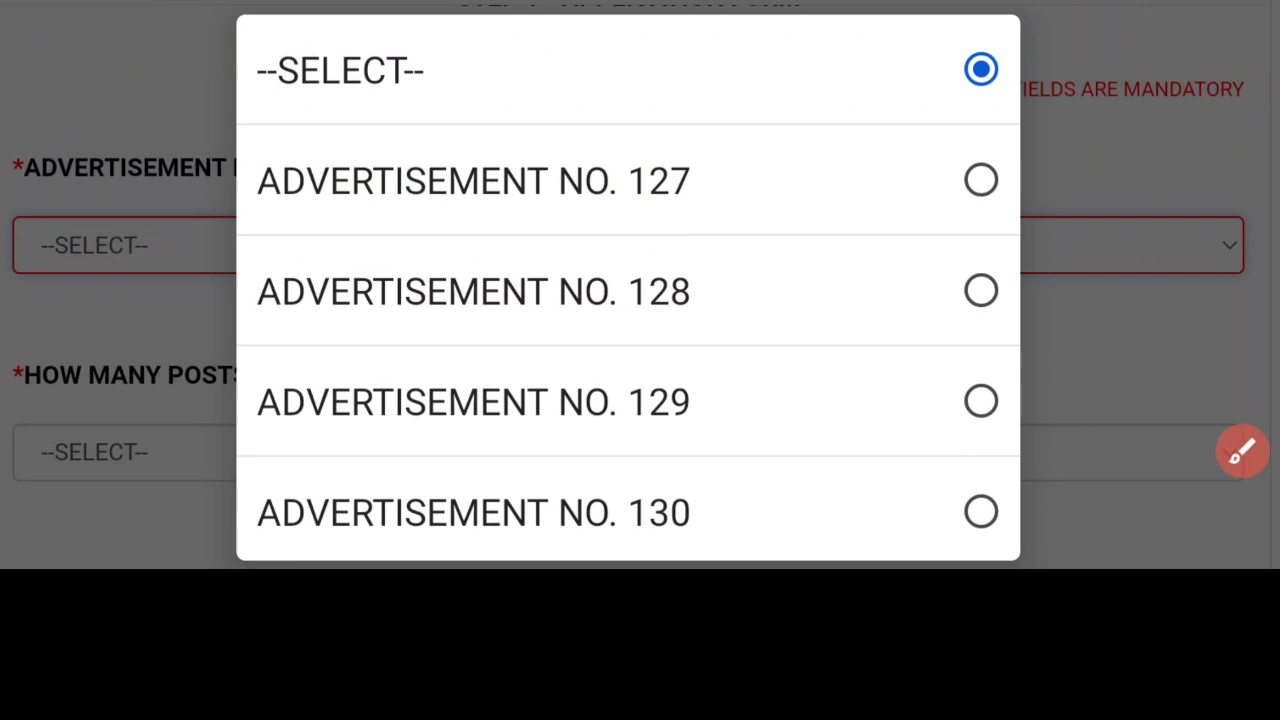 --SELECT--
IELDS ARE MANDATORY
*ADVERTISEMENT
ADVERTISEMENT NO. 127
--SELECT--
ADVERTISEMENT NO. 128
*HOW MANY POSTS
ADVERTISEMENT NO. 129
--SELECT--
ADVERTISEMENT NO. 130